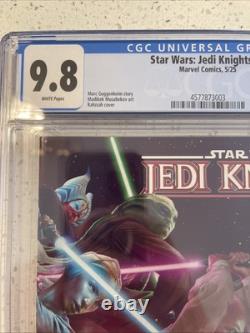 CGC UNIVERSAL GR
9.8
WHITE Pages
Star Wars: Jedi Knights
Marvel Comics, 5/25
Marc Guggenheim story
Madibek Musabekov art
Rahzzah cover
4577873003
STAR
JEDI KN